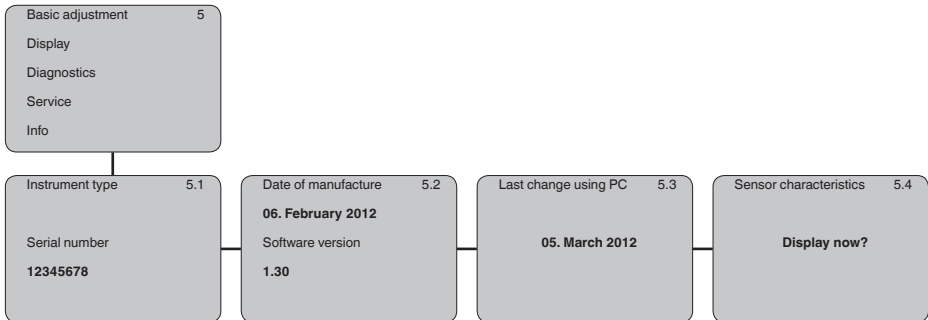 Basic adjustment 5
Display
Diagnostics
Service
Info
Instrument type 5.1
Serial number
12345678
Date of manufacture 5.2
06. February 2012
Software version
1.30
Last change using PC 5.3
05. March 2012
Sensor characteristics 5.4
Display now?